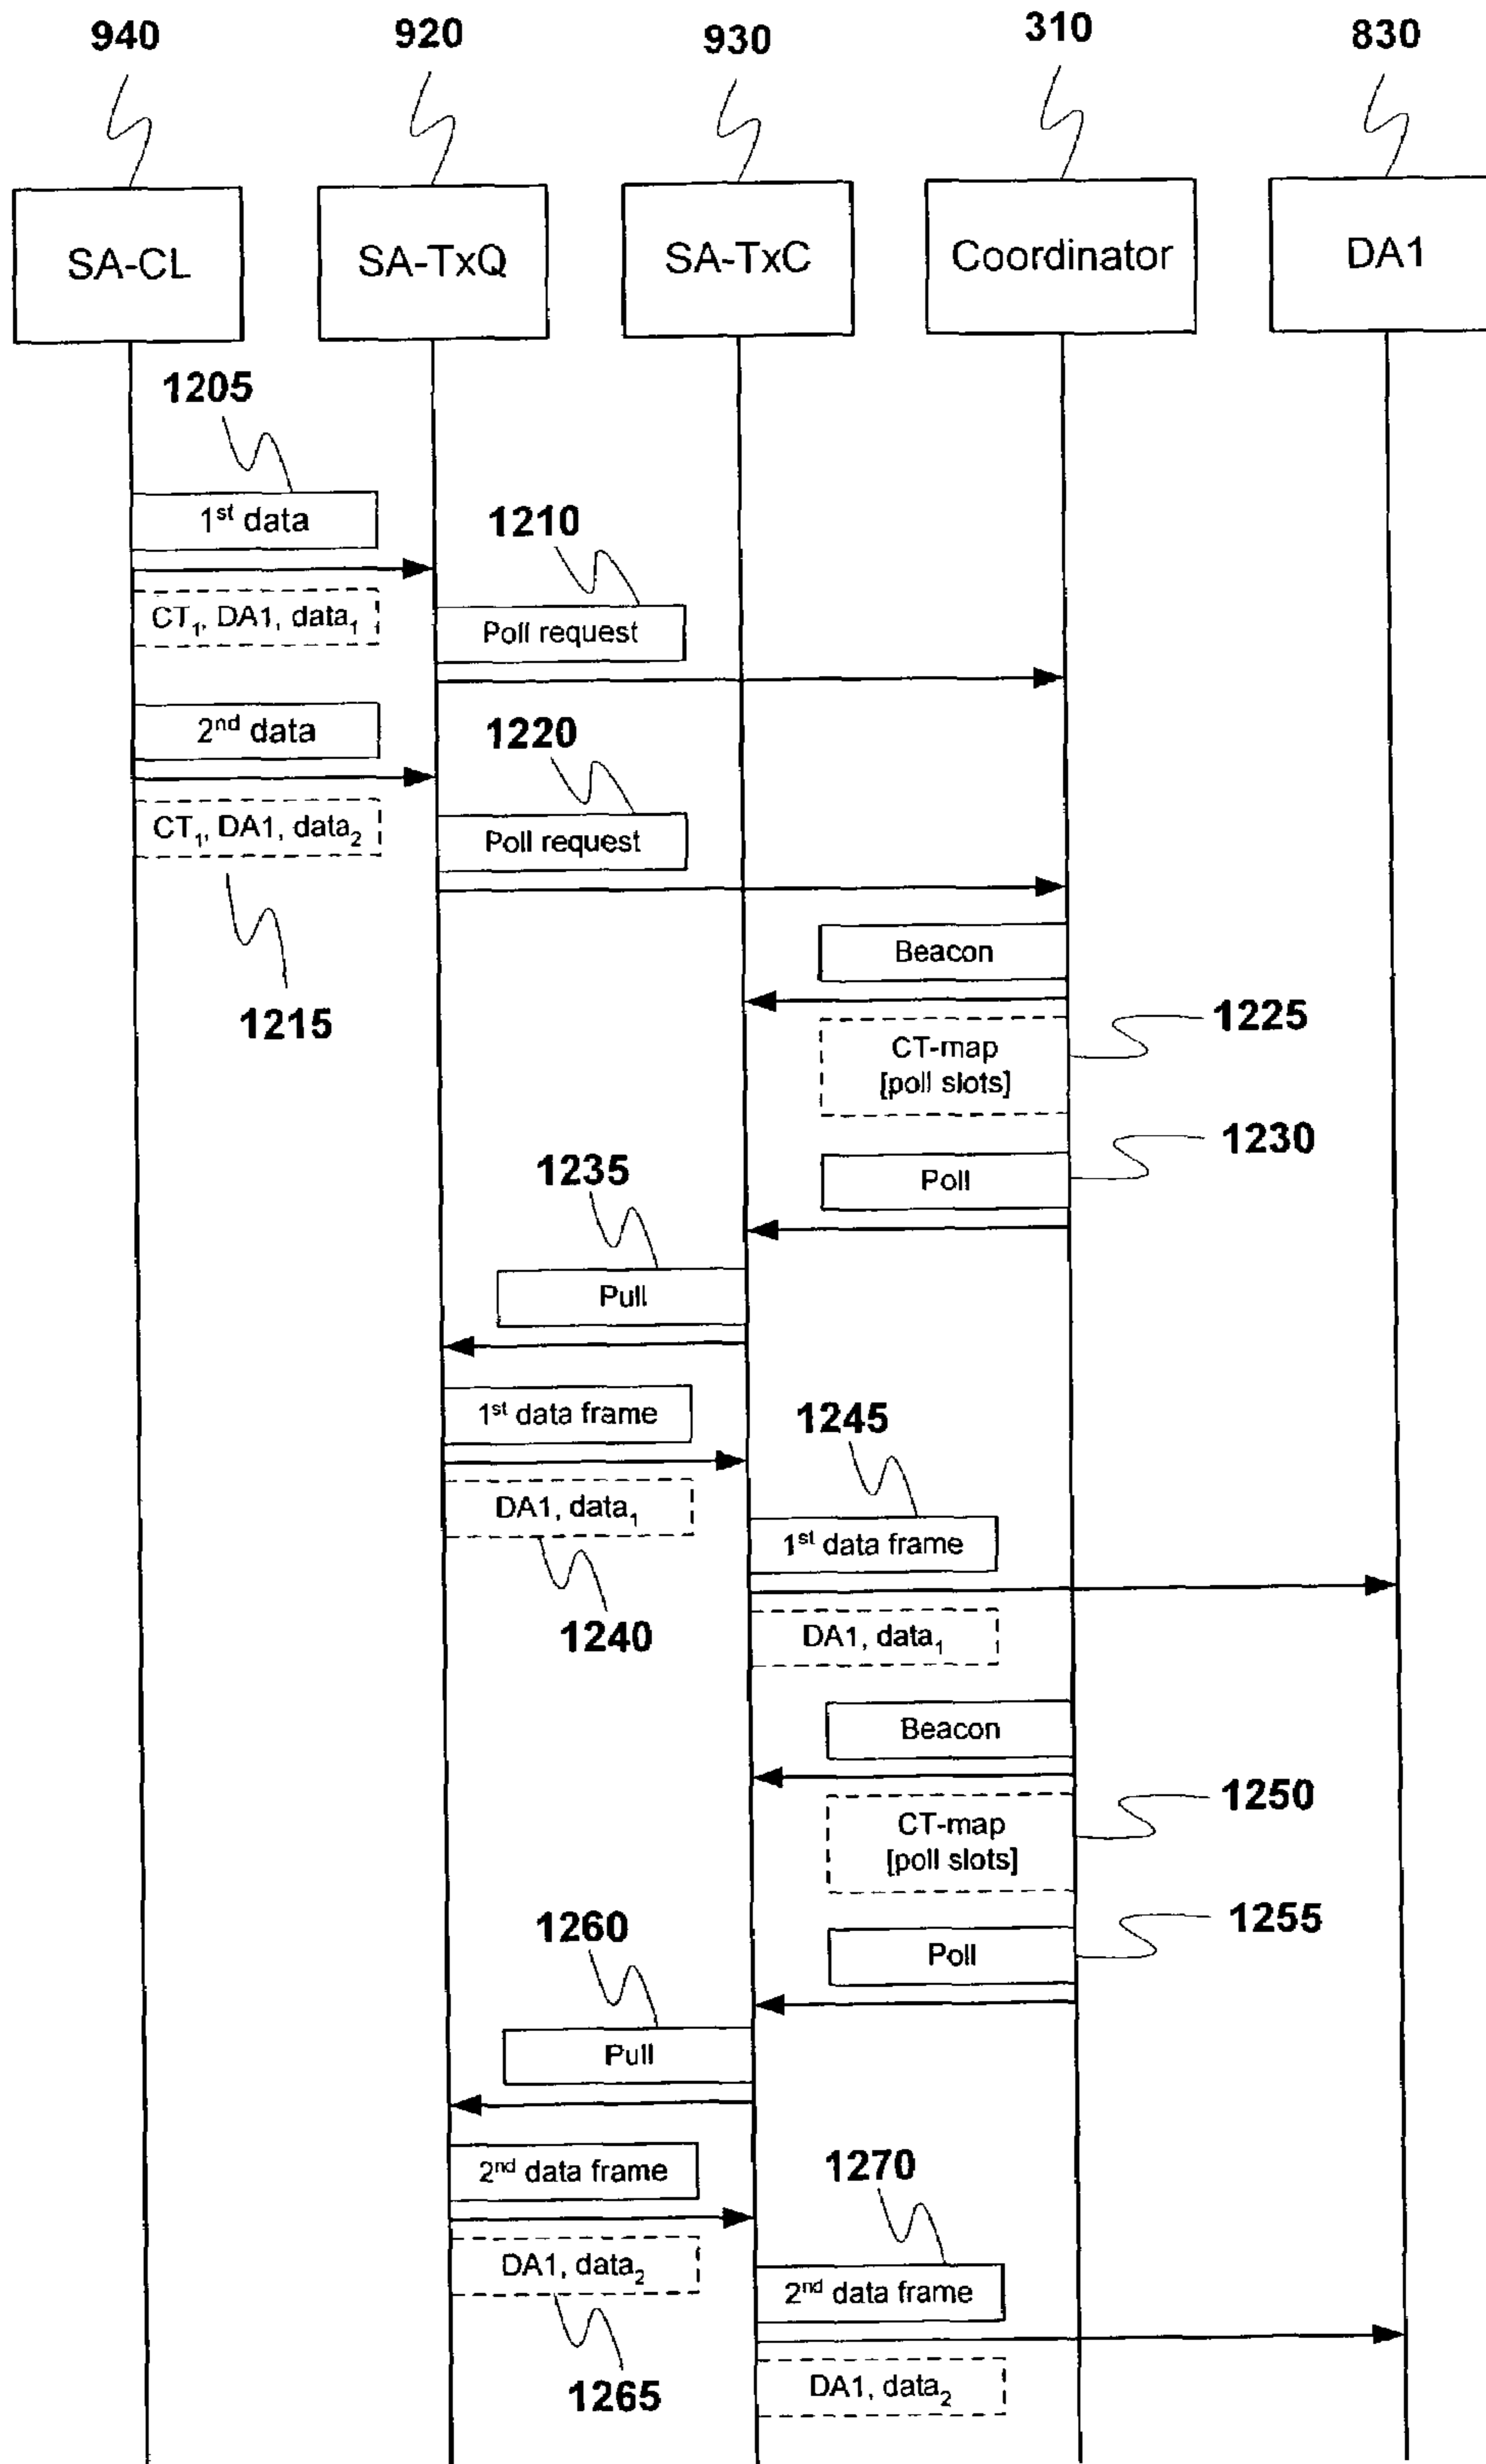 940 920 930 310 830
SA-CL SA-TxQ SA-TxC Coordinator DA1
1205
1st data
1210
CT1, DA1, data1
Poll request
2nd data
1220
CT1, DA1, data2
Poll request
Beacon
1215
1225
CT-map
[poll slots]
1230
Poll
1235
Pull
1st data frame
1245
DA1, data1
1st data frame
1240
DA1, data1
Beacon
1250
CT-map
[poll slots]
1255
Poll
1260
Pull
2nd data frame
1270
DA1, data2
2nd data frame
1265
DA1, data2